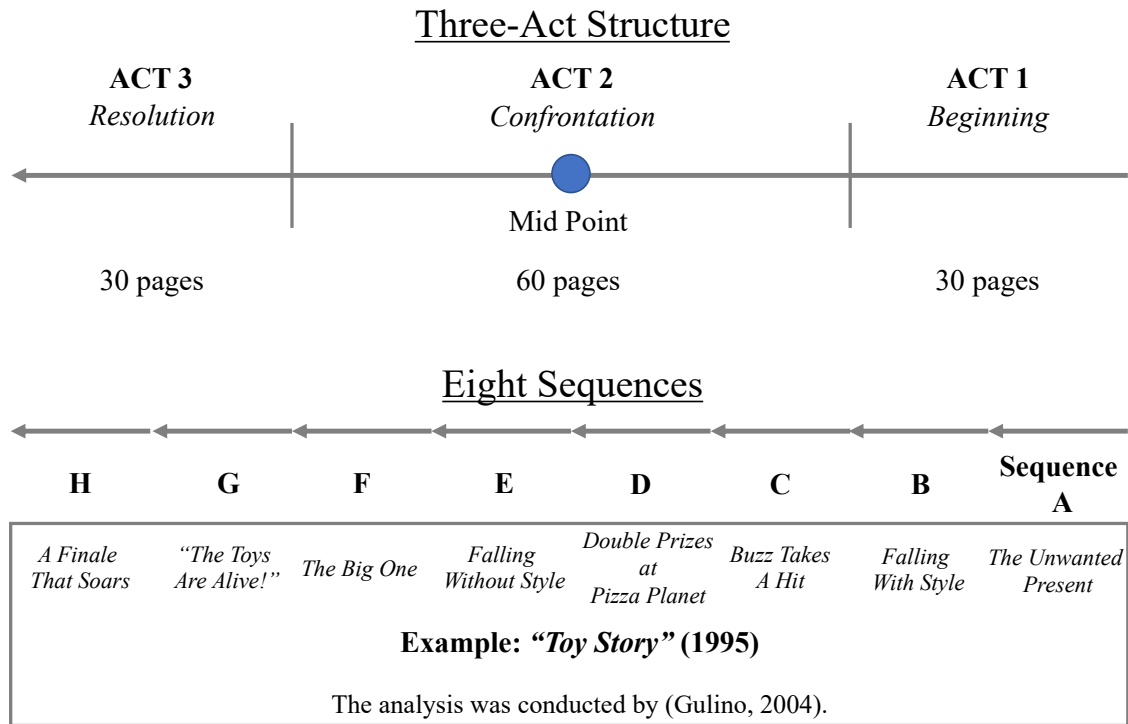 Three-Act Structure
ACT 3
Resolution
ACT 2
Confrontation
ACT 1
Beginning
Mid Point
30 pages
60 pages
30 pages
Eight Sequences
H
G
F
E
D
C
B
Sequence
A
A Finale
That Soars
“The Toys
Are Alive!”
The Big One
Falling
Without Style
Double Prizes
at
Pizza Planet
Buzz Takes
A Hit
Falling
With Style
The Unwanted
Present
Example: “Toy Story” (1995)
The analysis was conducted by (Gulino, 2004).